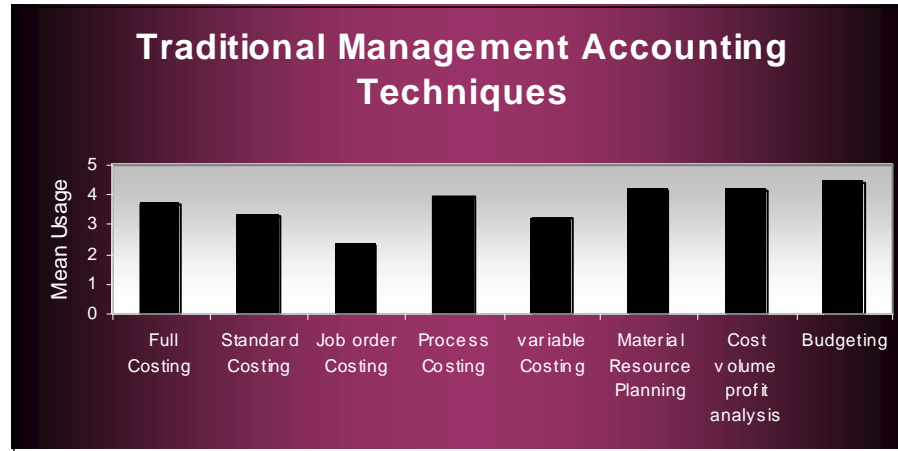 Traditional Management Accounting
Techniques
Mean Usage
5
4
3
2
1
0
Full
Costing
Standard
Costing
Job order
Costing
Process
Costing
variable
Costing
Material
Resource
Planning
Cost
volume
profit
analysis
Budgeting